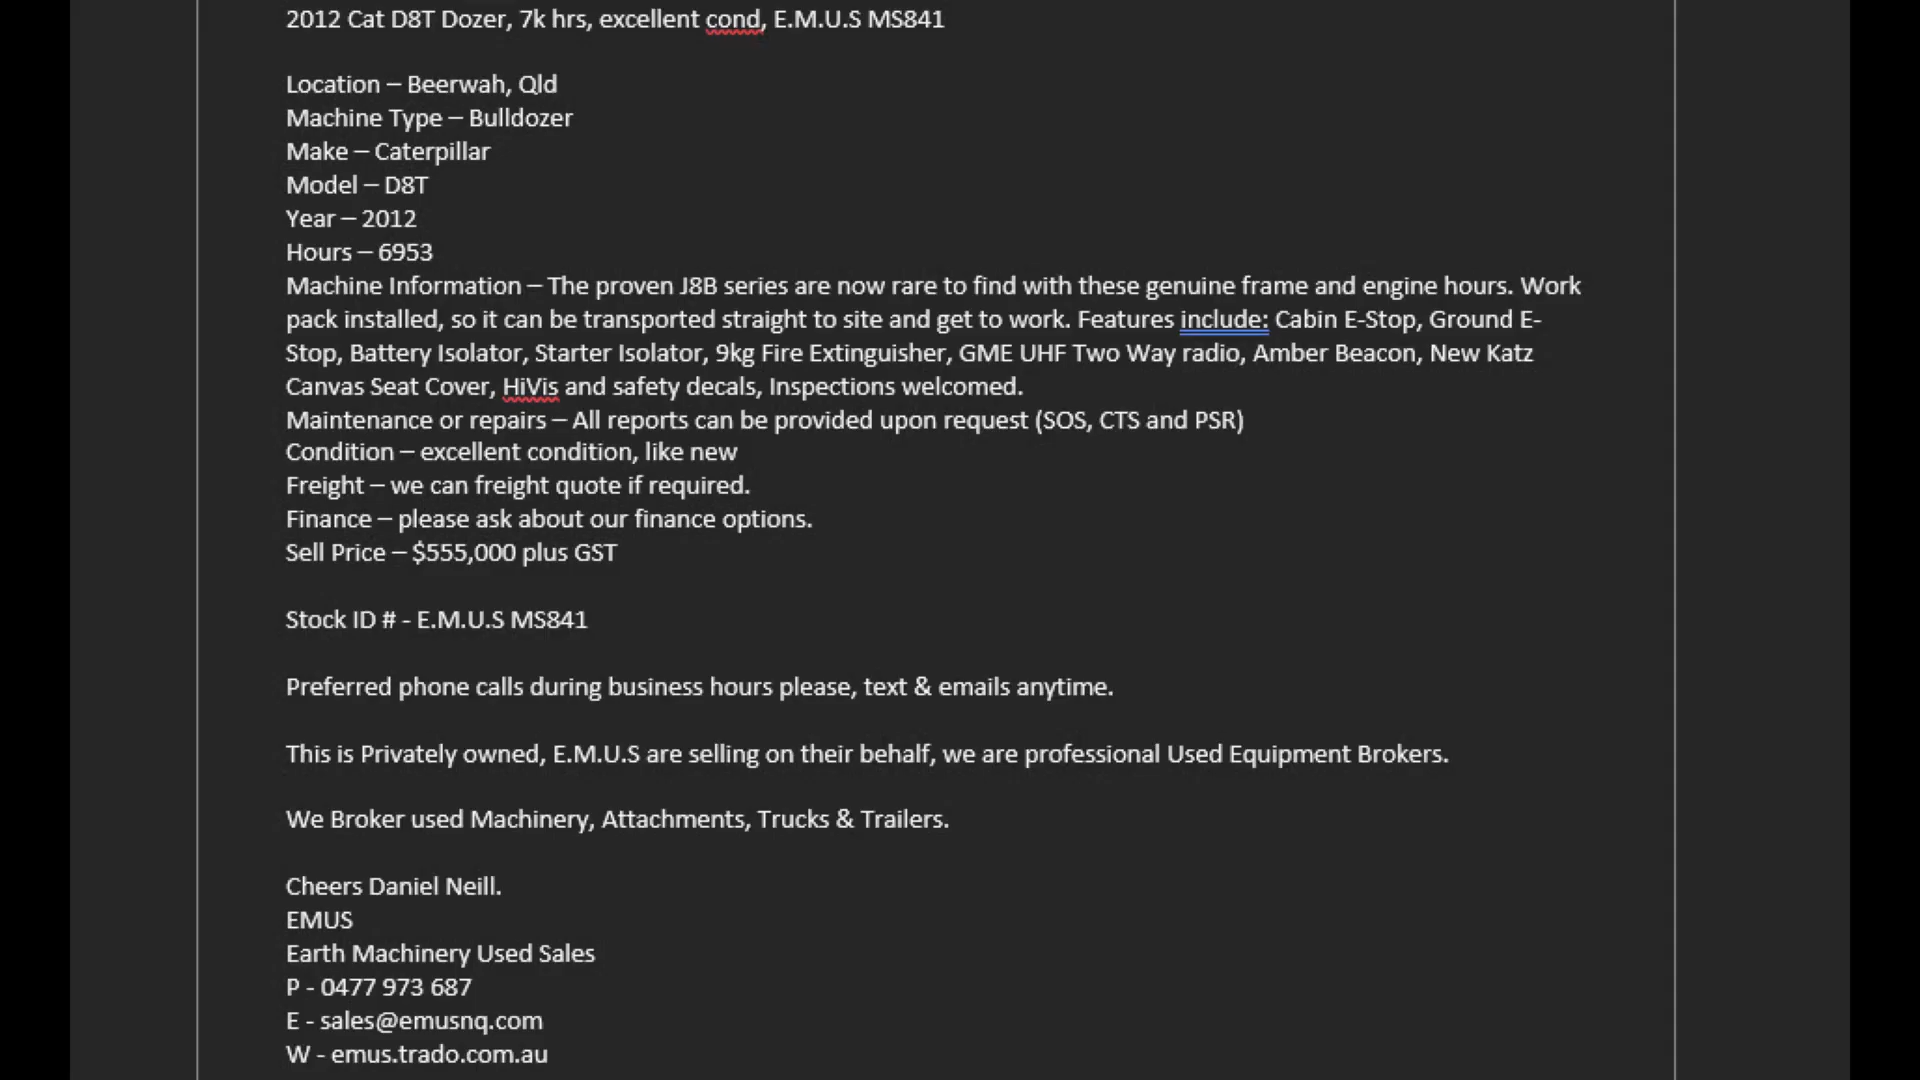 2012 Cat D8T Dozer, 7k hrs, excellent cond, E.M.U.S MS841
Location – Beerwah, Qld
Machine Type – Bulldozer
Make – Caterpillar
Model – D8T
Year – 2012
Hours – 6953
Machine Information – The proven J8B series are now rare to find with these genuine frame and engine hours. Work
pack installed, so it can be transported straight to site and get to work. Features include: Cabin E-Stop, Ground E-
Stop, Battery Isolator, Starter Isolator, 9kg Fire Extinguisher, GME UHF Two Way radio, Amber Beacon, New Katz
Canvas Seat Cover, HiVis and safety decals, Inspections welcomed.
Maintenance or repairs – All reports can be provided upon request (SOS, CTS and PSR)
Condition – excellent condition, like new
Freight – we can freight quote if required.
Finance – please ask about our finance options.
Sell Price – $555,000 plus GST
Stock ID # - E.M.U.S MS841
Preferred phone calls during business hours please, text & emails anytime.
This is Privately owned, E.M.U.S are selling on their behalf, we are professional Used Equipment Brokers.
We Broker used Machinery, Attachments, Trucks & Trailers.
Cheers Daniel Neill.
EMUS
Earth Machinery Used Sales
P - 0477 973 687
E - sales@emusnq.com
W - emus.trado.com.au